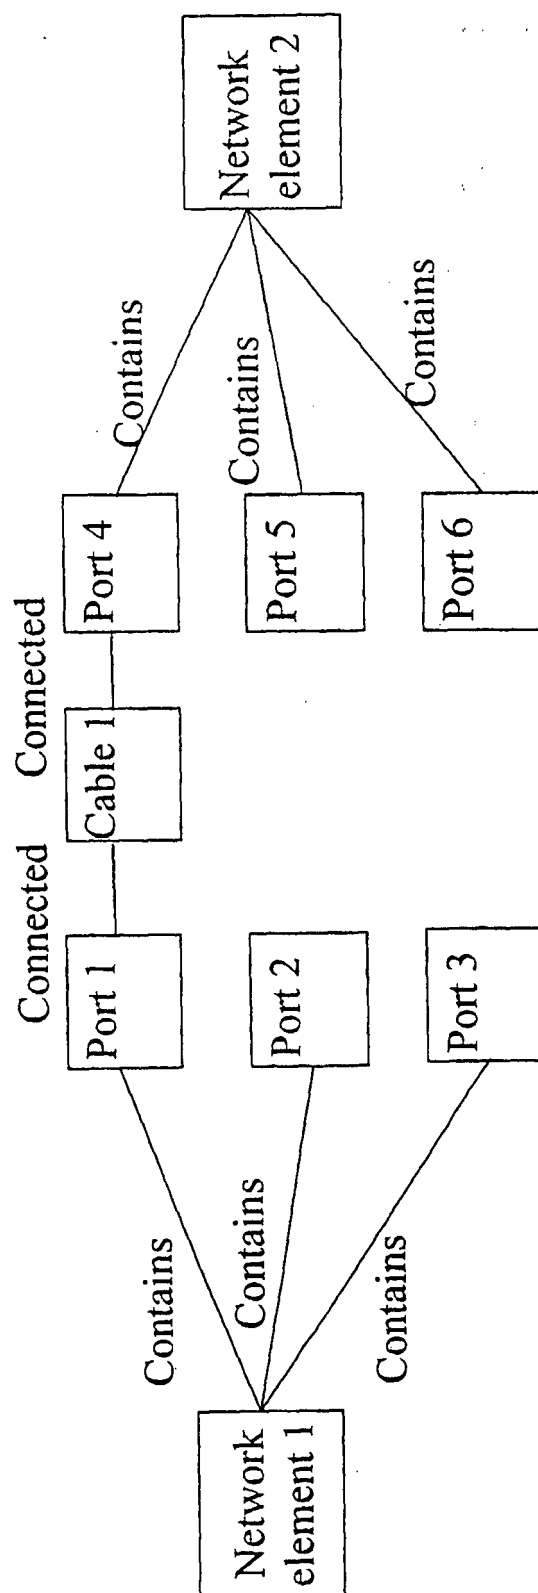 Connected
Connected
Port 1
Cable 1
Port 4
Contains
Contains
Network
element 1
Contains
Port 2
Port 5
Contains
Network
element 2
Contains
Port 3
Port 6
Contains